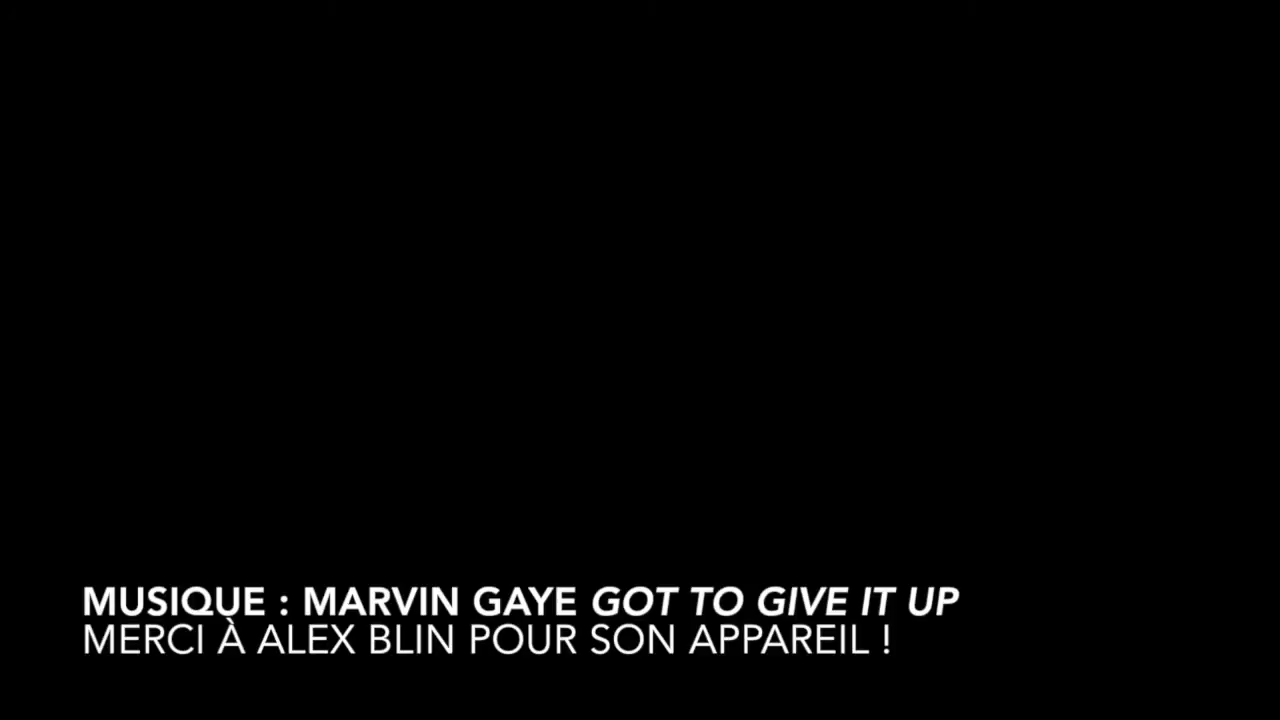 MUSIQUE : MARVIN GAYE GOT TO GIVE IT UP
MERCI À ALEX BLIN POUR SON APPAREIL !